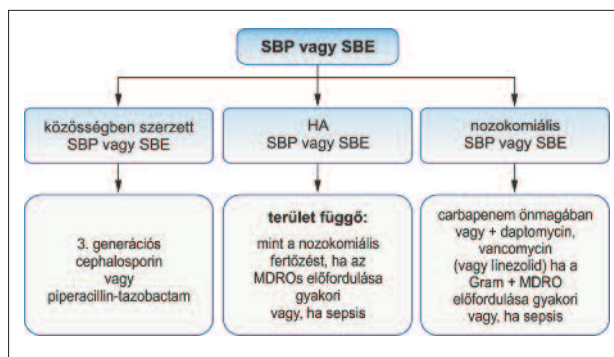 SBP vagy SBE
közösségben szerzett
SBP vagy SBE
HA
SBP vagy SBE
nozokomiális
SBP vagy SBE
3. generációs
cephalosporin
vagy
piperacillin-tazobactam
terület függő:
mint a nozokomiális
fertőzést, ha az
MDROs előfordulása
gyakori
vagy, ha sepsis
carbapenem önmagában
vagy + daptomycin,
vancomycin
(vagy linezolid) ha a
Gram + MDRO
előfordulása gyakori
vagy, ha sepsis